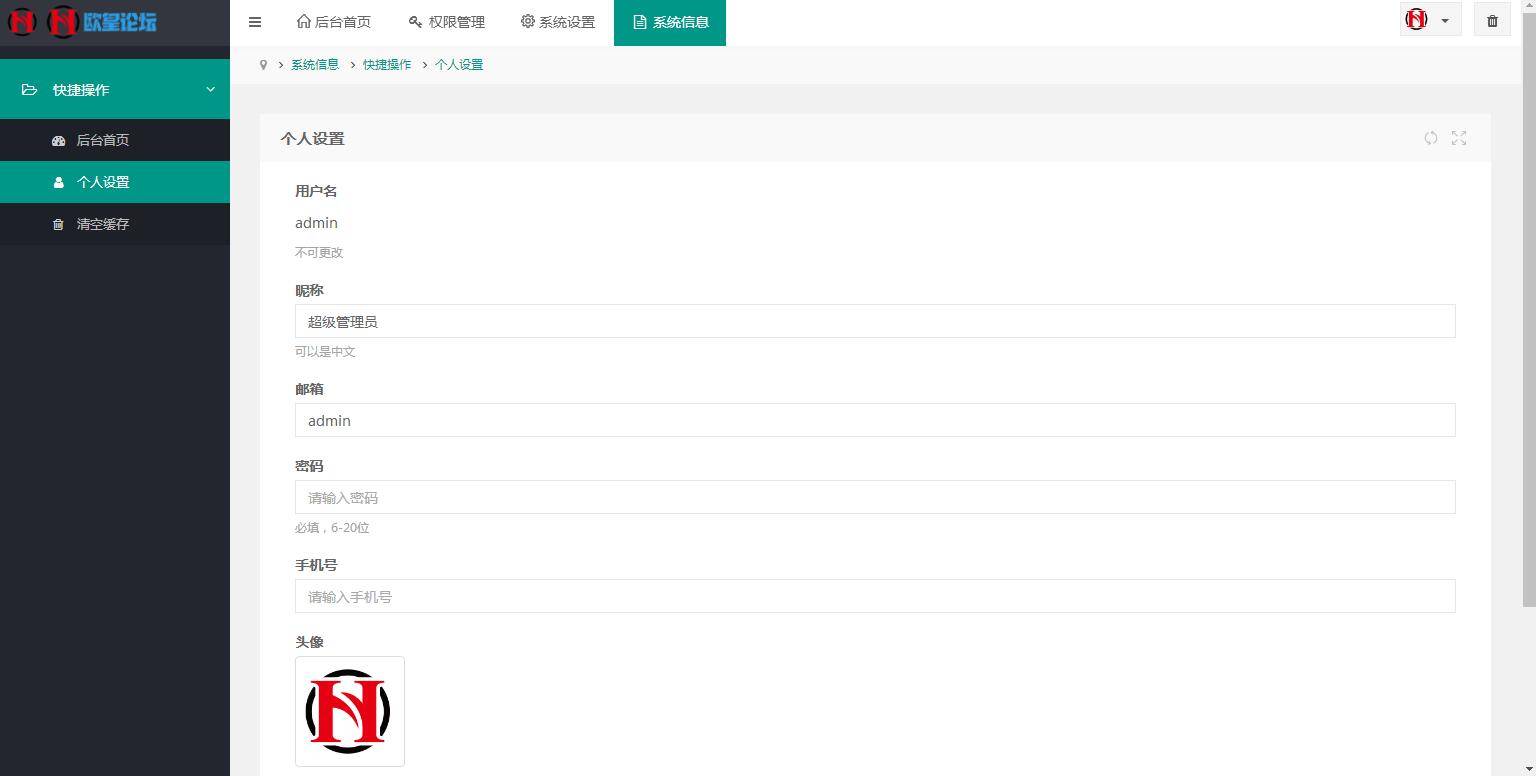 欧皇论坛
后台首页 权限管理 系统设置 系统信息
系统信息 快捷操作 个人设置
快捷操作
后台首页
个人设置
清空缓存
个人设置
用户名
admin
不可更改
昵称
超级管理员
可以是中文
邮箱
admin
密码
请输入密码
必填，6-20位
手机号
请输入手机号
头像